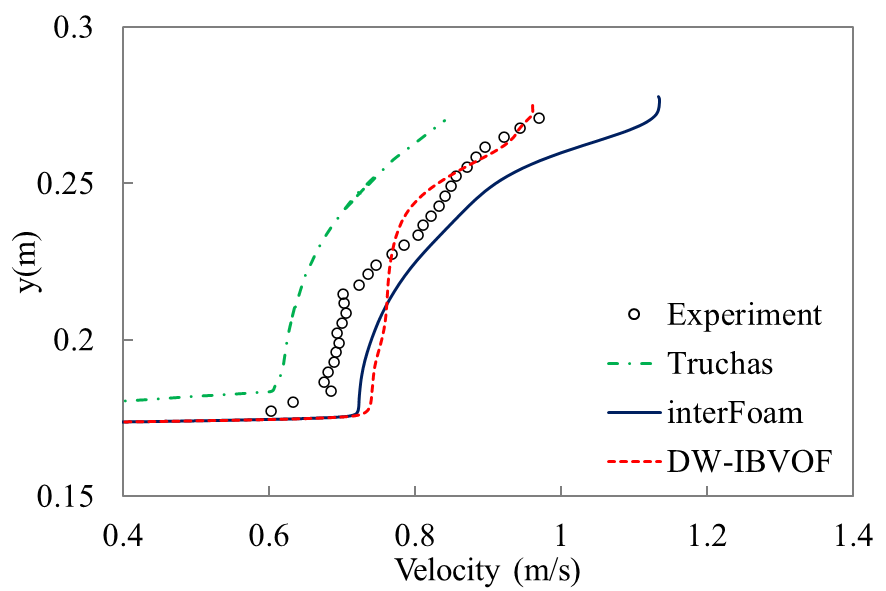 0.3
0.25
0.2
0.15
y(m)
Experiment
Truchas
interFoam
DW-IBVOF
0.4 0.6 0.8 1 1.2 1.4
Velocity (m/s)